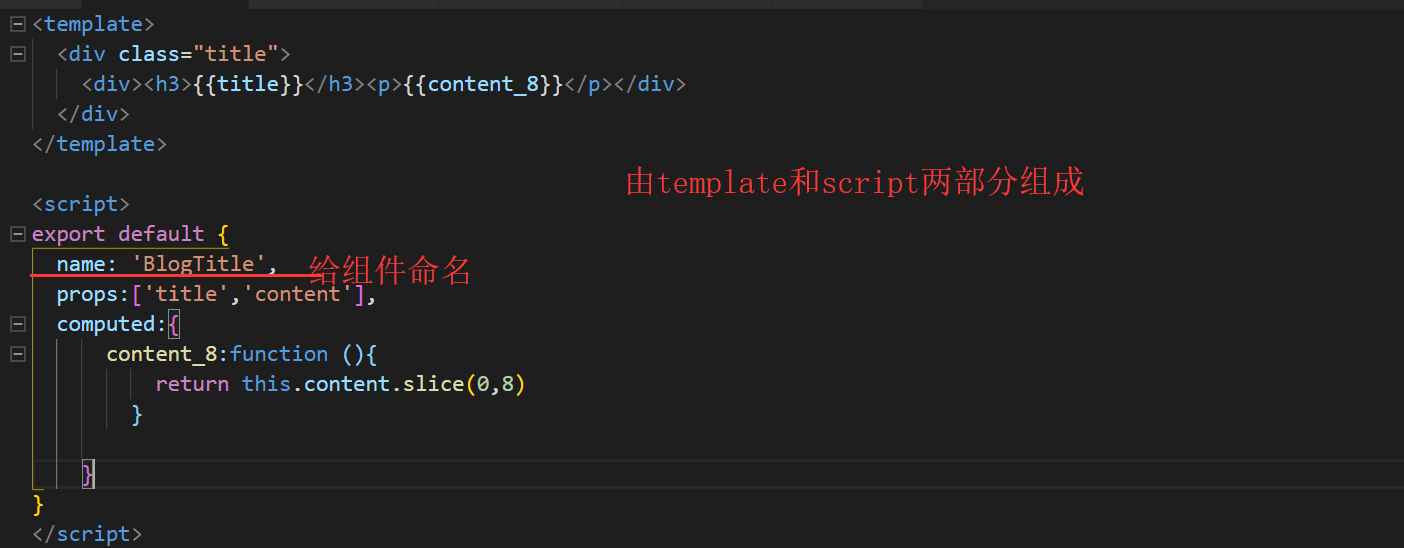 <template>
<div class="title">
<div><h3>{{title}}</h3><p>{{content_8}}</p></div>
</div>
</template>
由template和script两部分组成
<script>
export default {
name: 'BlogTitle',  给组件命名
props:['title','content'],
computed:{
content_8:function (){
return this.content.slice(0,8)
}
}
}
</script>